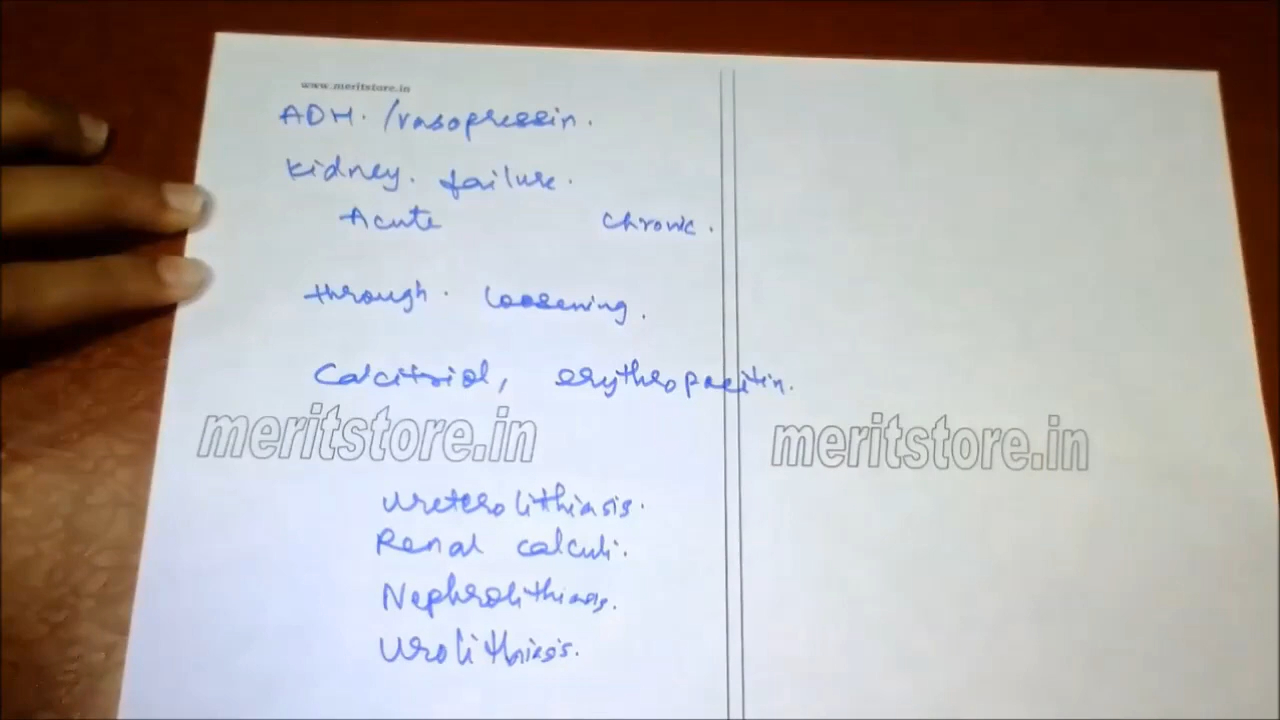 www.meritstore.in
ADH. /vasopressin.
Kidney. failure.
Acute chronic.
through. loosening.
Calcitriol, erythropoeitin.
meritstore.in meritstore.in
Ureterolithiasis.
Renal calculi.
Nephrolithiasis.
Urolithiasis.